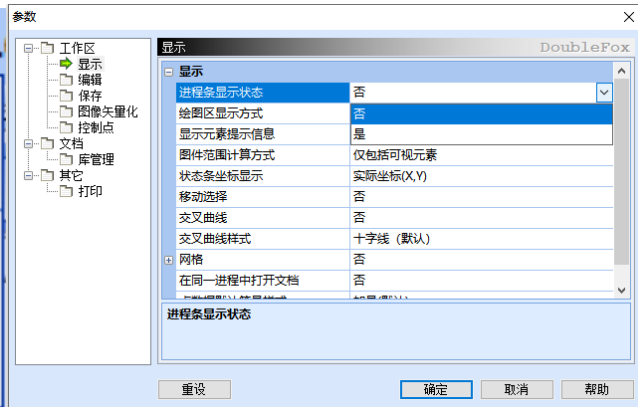 参数
工作区
显示
编辑
保存
图像矢量化
控制点
文档
库管理
其它
打印
显示 DoubleFox
显示
进程条显示状态 否
绘图区显示方式 否
显示元素提示信息 是
图件范围计算方式 仅包括可视元素
状态条坐标显示 实际坐标(X,Y)
移动选择 否
交叉曲线 否
交叉曲线样式 十字线（默认）
网格 否
在同一进程中打开文档 否
进程条显示状态
重设 确定 取消 帮助